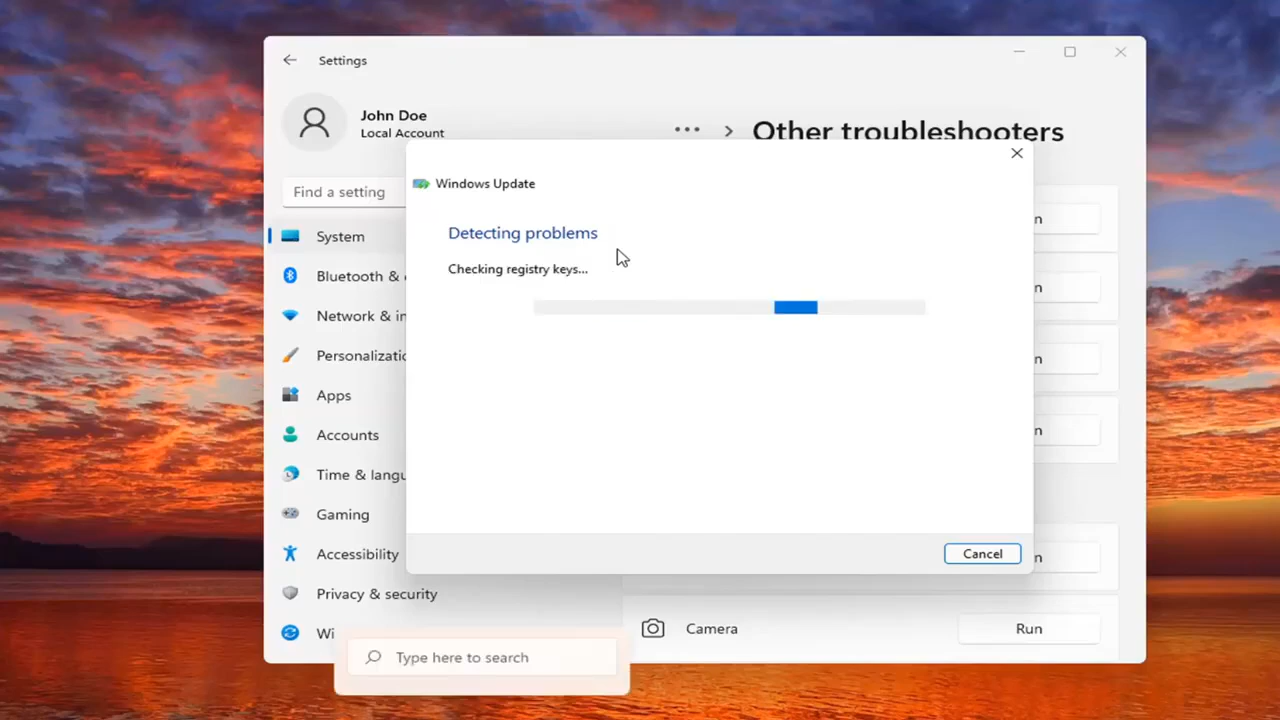 Settings
John Doe
Local Account
Find a setting
System
Bluetooth &
Network & in
Personalizatic
Apps
Accounts
Time & langu
Gaming
Accessibility
Privacy & security
Wi
... > Other troubleshooters
Windows Update
Detecting problems
Checking registry keys...
Cancel
n
n
n
n
n
Camera
Run
Type here to search